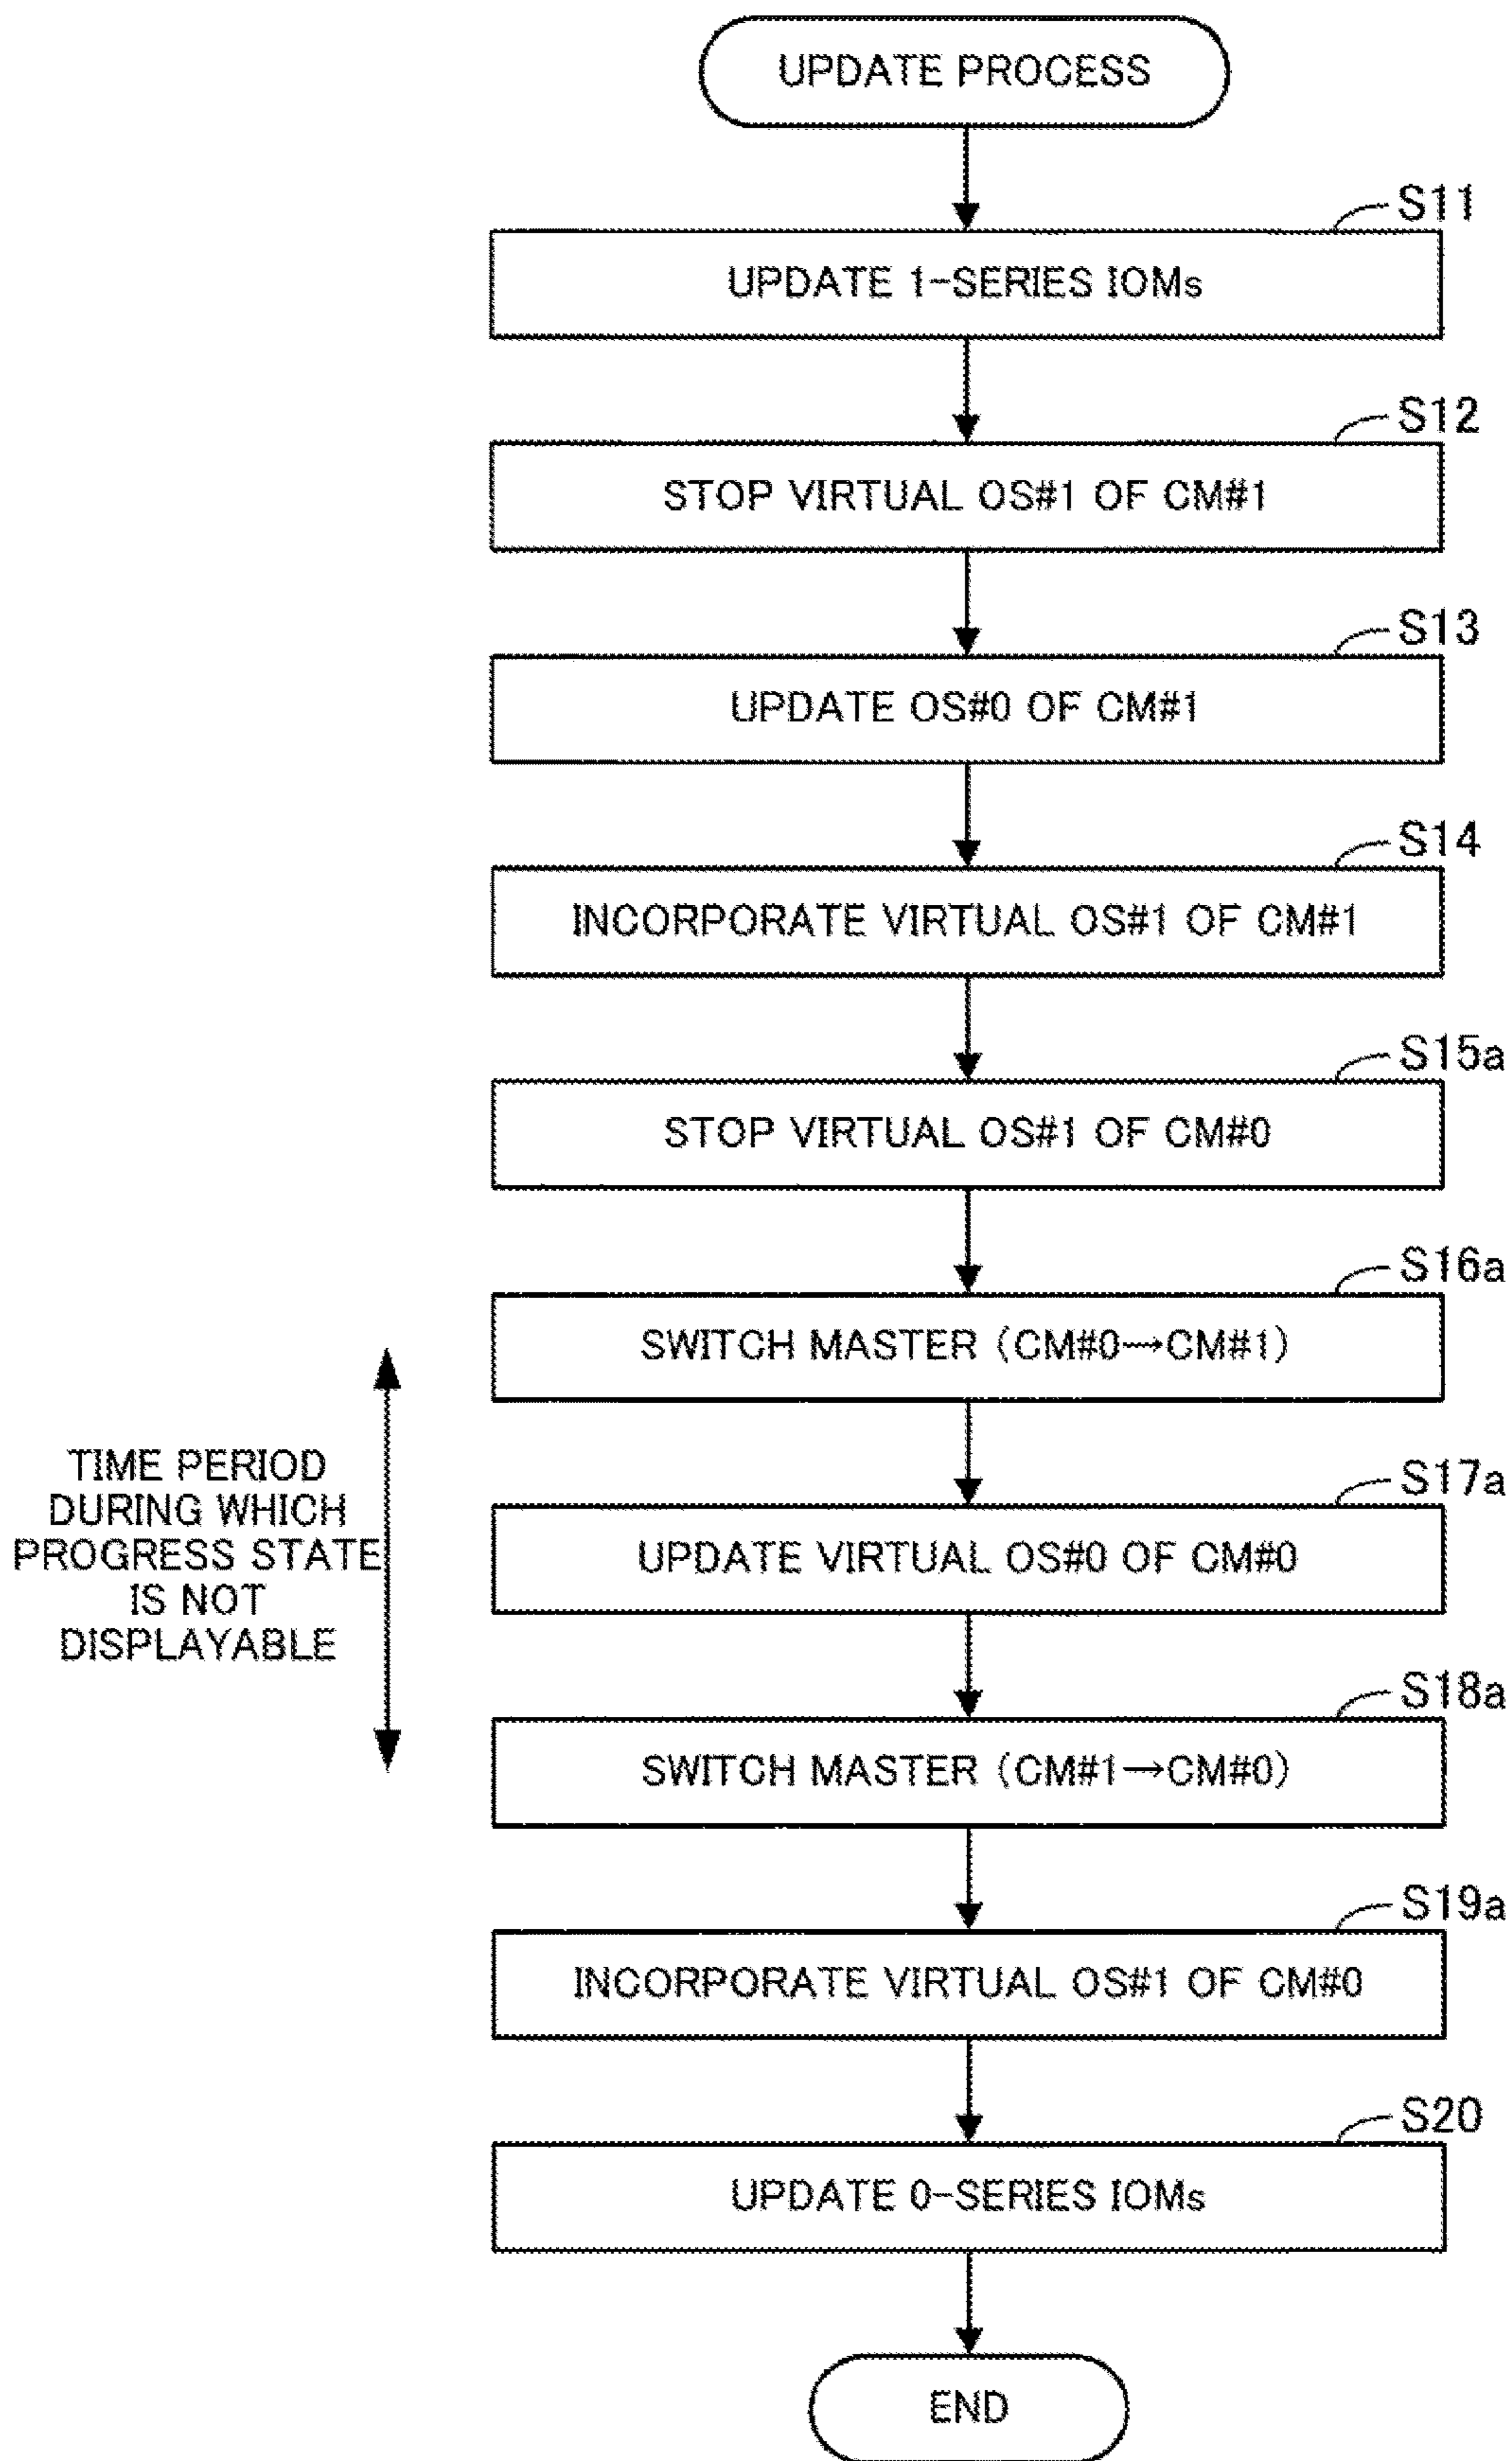 UPDATE PROCESS
S11
UPDATE 1-SERIES IOMs
S12
STOP VIRTUAL OS#1 OF CM#1
S13
UPDATE OS#0 OF CM#1
S14
INCORPORATE VIRTUAL OS#1 OF CM#1
S15a
STOP VIRTUAL OS#1 OF CM#0
S16a
SWITCH MASTER (CM#0→CM#1)
TIME PERIOD
DURING WHICH
PROGRESS STATE
IS NOT
DISPLAYABLE
S17a
UPDATE VIRTUAL OS#0 OF CM#0
S18a
SWITCH MASTER (CM#1→CM#0)
S19a
INCORPORATE VIRTUAL OS#1 OF CM#0
S20
UPDATE 0-SERIES IOMs
END